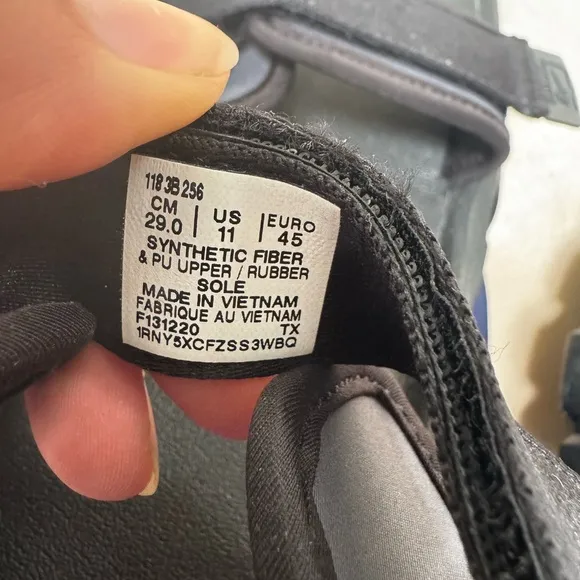 118 3B 256
CM | US | EURO
29.0 | 11 | 45
SYNTHETIC FIBER
& PU UPPER / RUBBER
SOLE
MADE IN VIETNAM
FABRIQUE AU VIETNAM
F131220 TX
1RNY5XCFZSS3WBQ